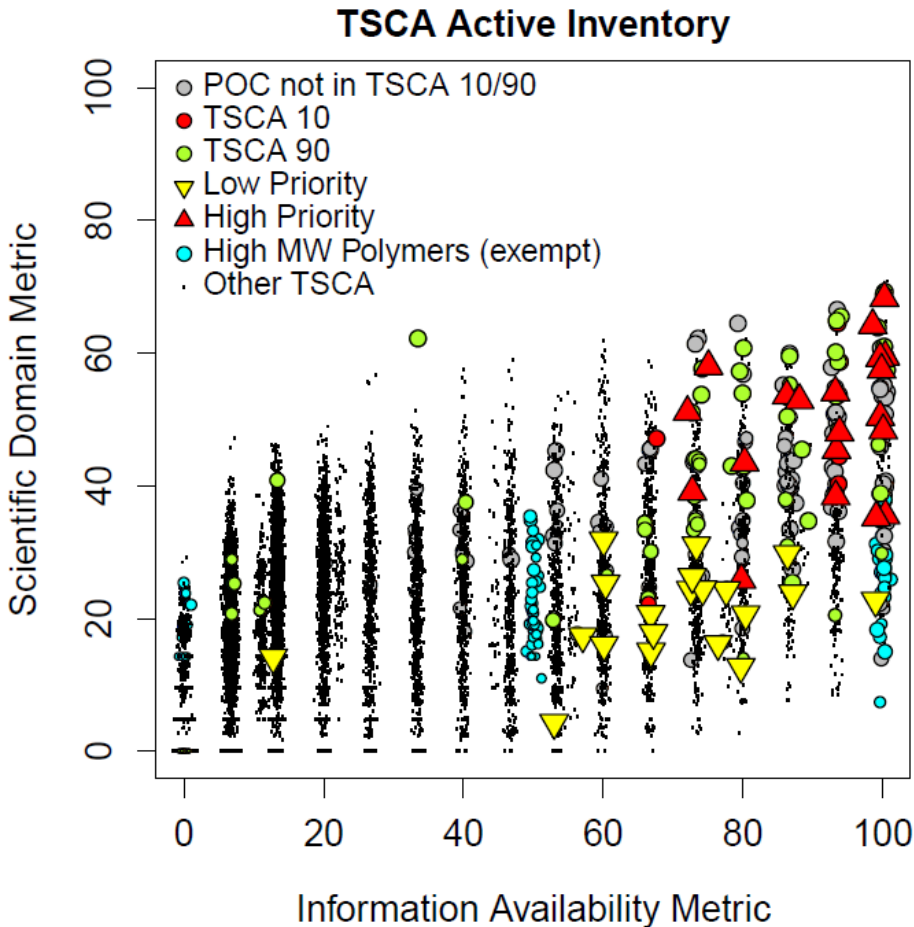 TSCA Active Inventory
POC not in TSCA 10/90
TSCA 10
TSCA 90
Low Priority
High Priority
High MW Polymers (exempt)
Other TSCA
Scientific Domain Metric
100
80
60
40
20
0
0 20 40 60 80 100
Information Availability Metric